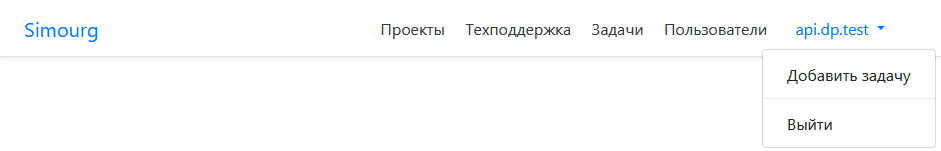 Simourg Проекты Техподдержка Задачи Пользователи api.dp.test
Добавить задачу
Выйти